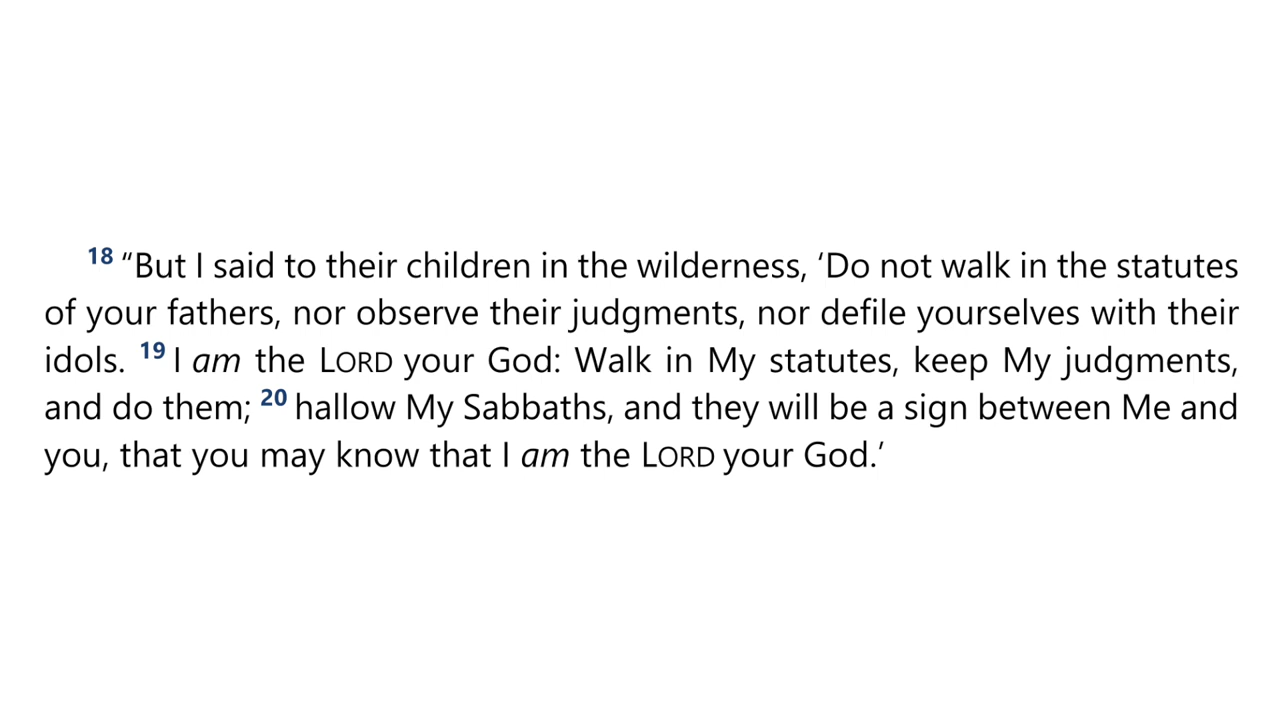 18 “But I said to their children in the wilderness, ‘Do not walk in the statutes
of your fathers, nor observe their judgments, nor defile yourselves with their
idols. 19 I am the LORD your God: Walk in My statutes, keep My judgments,
and do them; 20 hallow My Sabbaths, and they will be a sign between Me and
you, that you may know that I am the LORD your God.’